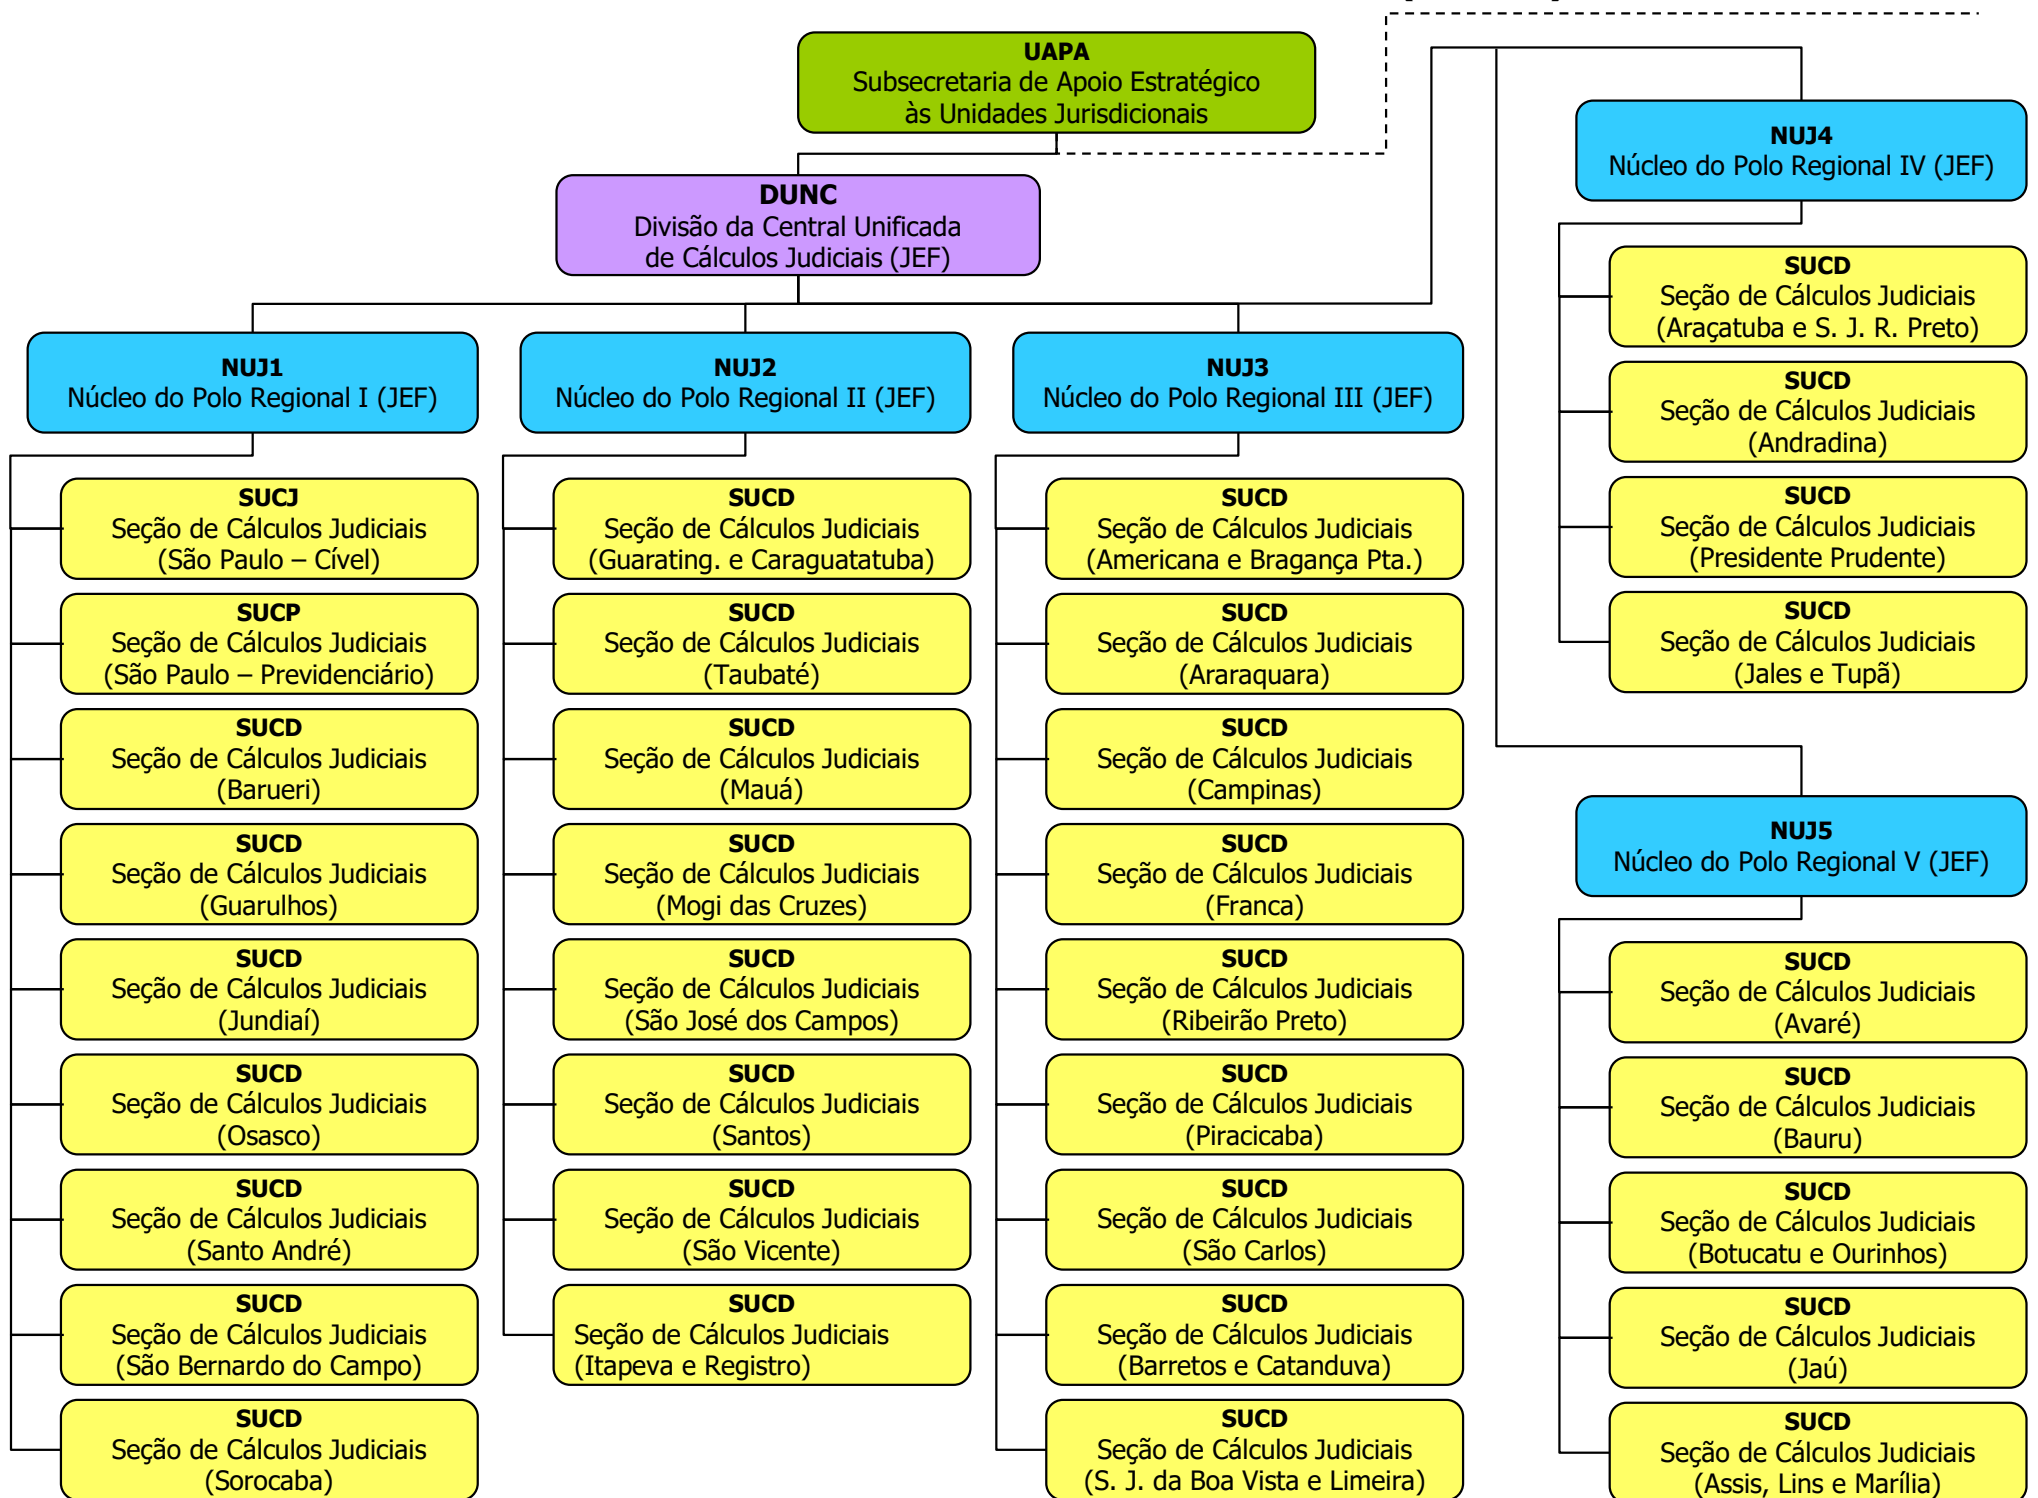 UAPA
Subsecretaria de Apoio Estratégico
às Unidades Jurisdicionais
DUNC
Divisão da Central Unificada
de Cálculos Judiciais (JEF)
NUJ1
Núcleo do Polo Regional I (JEF)
SUCJ
Seção de Cálculos Judiciais
(São Paulo – Cível)
SUCP
Seção de Cálculos Judiciais
(São Paulo – Previdenciário)
SUCD
Seção de Cálculos Judiciais
(Barueri)
SUCD
Seção de Cálculos Judiciais
(Guarulhos)
SUCD
Seção de Cálculos Judiciais
(Jundiaí)
SUCD
Seção de Cálculos Judiciais
(Osasco)
SUCD
Seção de Cálculos Judiciais
(Santo André)
SUCD
Seção de Cálculos Judiciais
(São Bernardo do Campo)
SUCD
Seção de Cálculos Judiciais
(Sorocaba)
NUJ2
Núcleo do Polo Regional II (JEF)
SUCD
Seção de Cálculos Judiciais
(Guarating. e Caraguatatuba)
SUCD
Seção de Cálculos Judiciais
(Taubaté)
SUCD
Seção de Cálculos Judiciais
(Mauá)
SUCD
Seção de Cálculos Judiciais
(Mogi das Cruzes)
SUCD
Seção de Cálculos Judiciais
(São José dos Campos)
SUCD
Seção de Cálculos Judiciais
(Santos)
SUCD
Seção de Cálculos Judiciais
(São Vicente)
SUCD
Seção de Cálculos Judiciais
(Itapeva e Registro)
NUJ3
Núcleo do Polo Regional III (JEF)
SUCD
Seção de Cálculos Judiciais
(Americana e Bragança Pta.)
SUCD
Seção de Cálculos Judiciais
(Araraquara)
SUCD
Seção de Cálculos Judiciais
(Campinas)
SUCD
Seção de Cálculos Judiciais
(Franca)
SUCD
Seção de Cálculos Judiciais
(Ribeirão Preto)
SUCD
Seção de Cálculos Judiciais
(Piracicaba)
SUCD
Seção de Cálculos Judiciais
(São Carlos)
SUCD
Seção de Cálculos Judiciais
(Barretos e Catanduva)
SUCD
Seção de Cálculos Judiciais
(S. J. da Boa Vista e Limeira)
NUJ4
Núcleo do Polo Regional IV (JEF)
SUCD
Seção de Cálculos Judiciais
(Araçatuba e S. J. R. Preto)
SUCD
Seção de Cálculos Judiciais
(Andradina)
SUCD
Seção de Cálculos Judiciais
(Presidente Prudente)
SUCD
Seção de Cálculos Judiciais
(Jales e Tupã)
NUJ5
Núcleo do Polo Regional V (JEF)
SUCD
Seção de Cálculos Judiciais
(Avaré)
SUCD
Seção de Cálculos Judiciais
(Bauru)
SUCD
Seção de Cálculos Judiciais
(Botucatu e Ourinhos)
SUCD
Seção de Cálculos Judiciais
(Jaú)
SUCD
Seção de Cálculos Judiciais
(Assis, Lins e Marília)